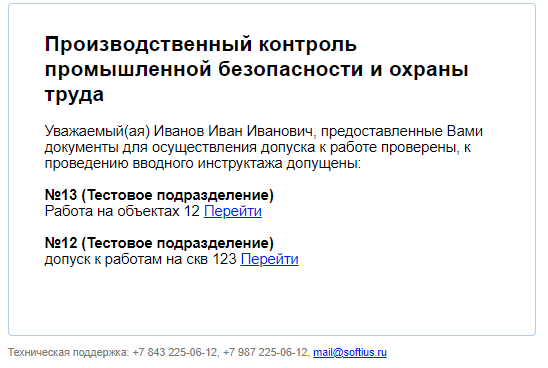 Производственный контроль
промышленной безопасности и охраны
труда
Уважаемый(ая) Иванов Иван Иванович, предоставленные Вами
документы для осуществления допуска к работе проверены, к
проведению вводного инструктажа допущены:
№13 (Тестовое подразделение)
Работа на объектах 12 Перейти
№12 (Тестовое подразделение)
допуск к работам на скв 123 Перейти
Техническая поддержка: +7 843 225-06-12, +7 987 225-06-12, mail@softius.ru